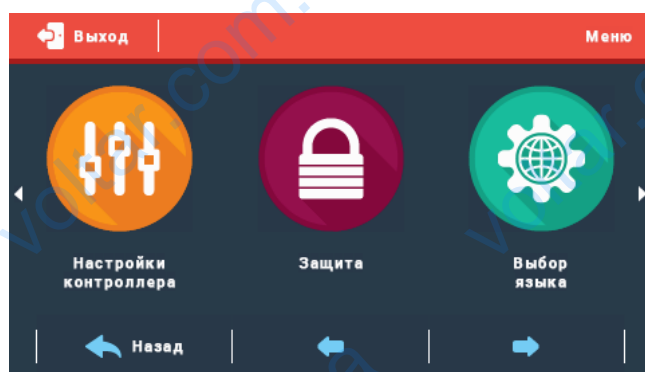 Выход
Меню
Настройки
контроллера
Защита
Выбор
языка
Назад